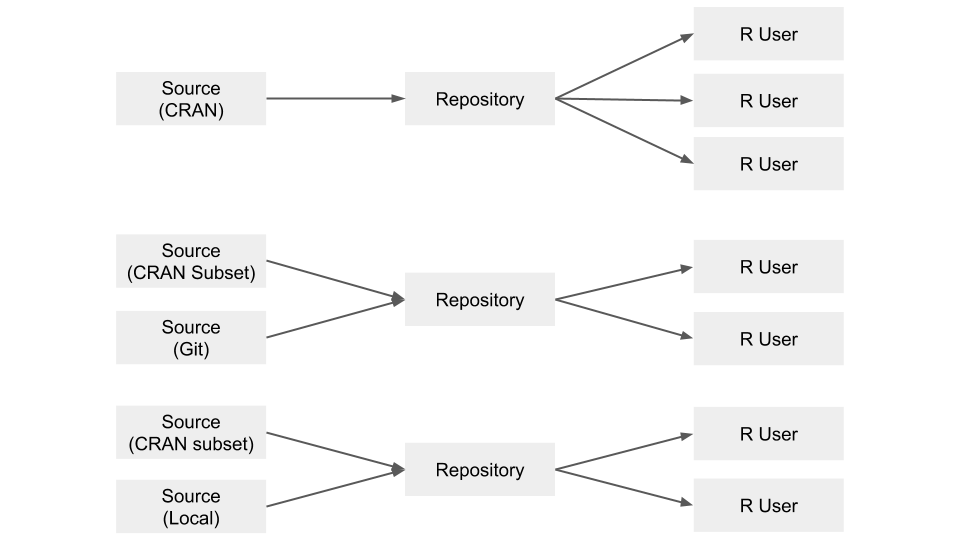 Source
(CRAN)
Repository
R User
R User
R User
Source
(CRAN Subset)
Source
(Git)
Repository
R User
R User
Source
(CRAN subset)
Source
(Local)
Repository
R User
R User